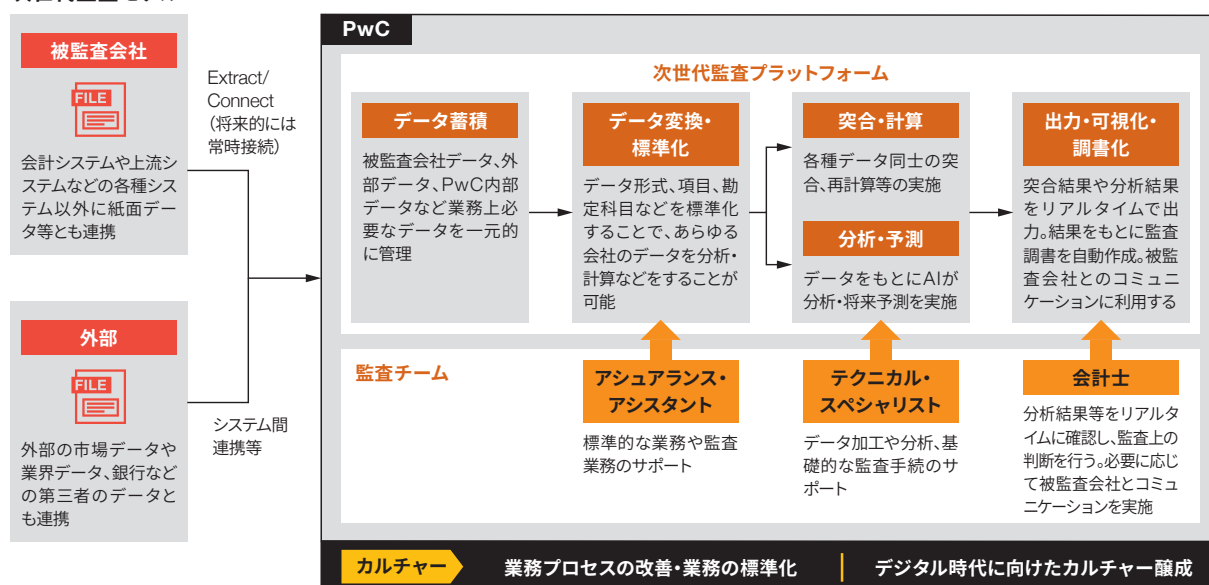 被監査会社
FILE
会計システムや上流シ
ステムなどの各種シス
テム以外に紙面デー
タ等とも連携
外部
FILE
外部の市場データや
業界データ、銀行など
の第三者のデータと
も連携
Extract/
Connect
(将来的には
常時接続)
システム間
連携等
PwC
次世代監査プラットフォーム
データ蓄積
被監査会社データ、外
部データ、PwC内部
データなど業務上必
要なデータを一元的
に管理
データ変換・
標準化
データ形式、項目、勘
定科目などを標準化
することで、あらゆる
会社のデータを分析・
計算などをすることが
可能
突合・計算
各種データ同士の突
合、再計算等の実施
分析・予測
データをもとにAIが
分析・将来予測を実施
出力・可視化・
調書化
突合結果や分析結果
をリアルタイムで出
力。結果をもとに監査
調書を自動作成。被監
査会社とのコミュニ
ケーションに利用する
監査チーム
アシュアランス・
アシスタント
標準的な業務や監査
業務のサポート
テクニカル・
スペシャリスト
データ加工や分析、基
礎的な監査手続のサ
ポート
会計士
分析結果等をリアルタ
イムに確認し、監査上の
判断を行う。必要に応じ
て被監査会社とコミュ
ニケーションを実施
カルチャー
業務プロセスの改善・業務の標準化
デジタル時代に向けたカルチャー醸成